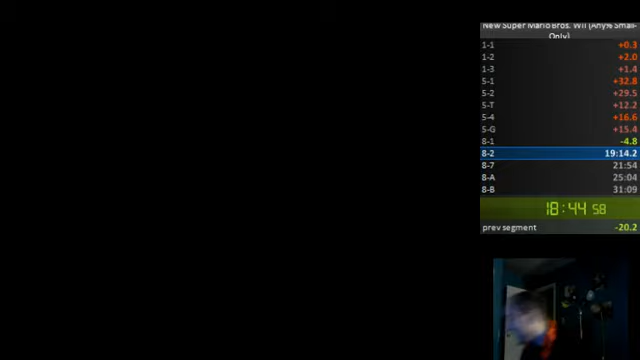 New Super Mario Bros. Wii (Any% Small-
Only)
1-1 +0.3
1-2 +2.0
1-3 +1.4
5-1 +32.8
5-2 +29.5
5-T +12.2
5-4 +16.6
5-G +15.4
8-1 -4.8
8-2 19:14.2
8-7 21:54
8-A 25:04
8-B 31:09
18:44 58
prev segment -20.2